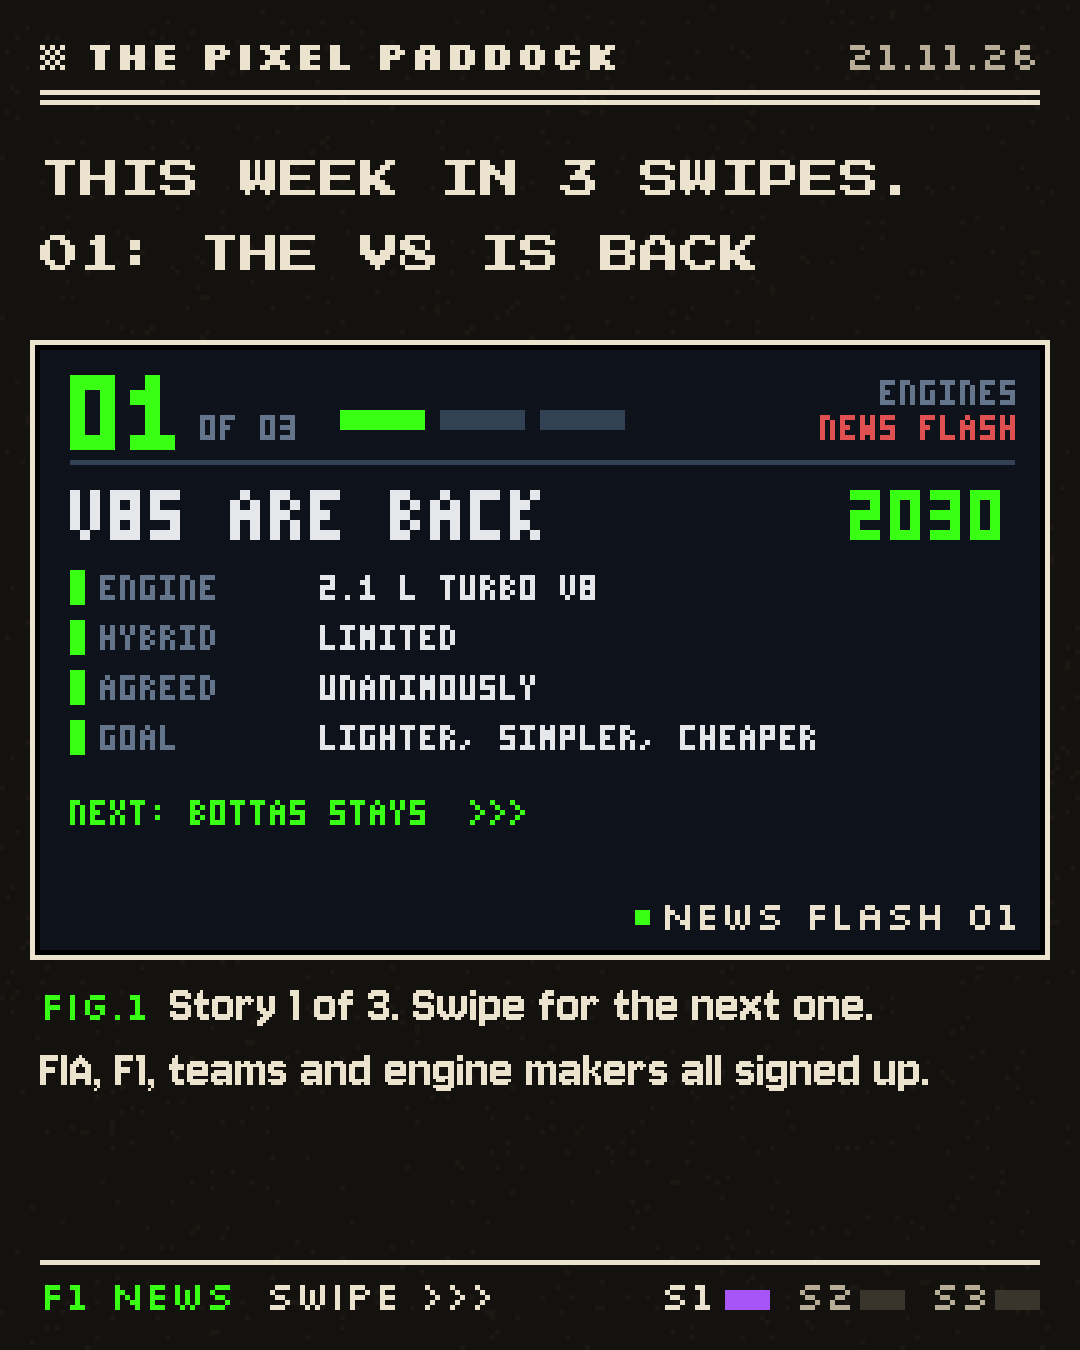 THE PIXEL PADDOCK 21.11.26
THIS WEEK IN 3 SWIPES.
01: THE V8 IS BACK
01 OF 03 ENGINES
NEWS FLASH
V8S ARE BACK 2030
ENGINE 2.1 L TURBO V8
HYBRID LIMITED
AGREED UNANIMOUSLY
GOAL LIGHTER, SIMPLER, CHEAPER
NEXT: BOTTAS STAYS >>>
NEWS FLASH 01
FIG.1 Story 1 of 3. Swipe for the next one.
FIA, F1, teams and engine makers all signed up.
F1 NEWS SWIPE >>> S1 S2 S3